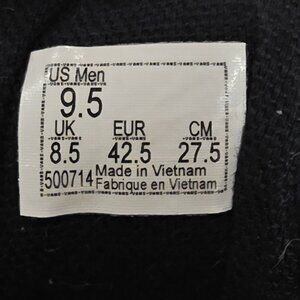 US Men
9.5
UK EUR CM
8.5 42.5 27.5
500714 Made in Vietnam
Fabrique en Vietnam